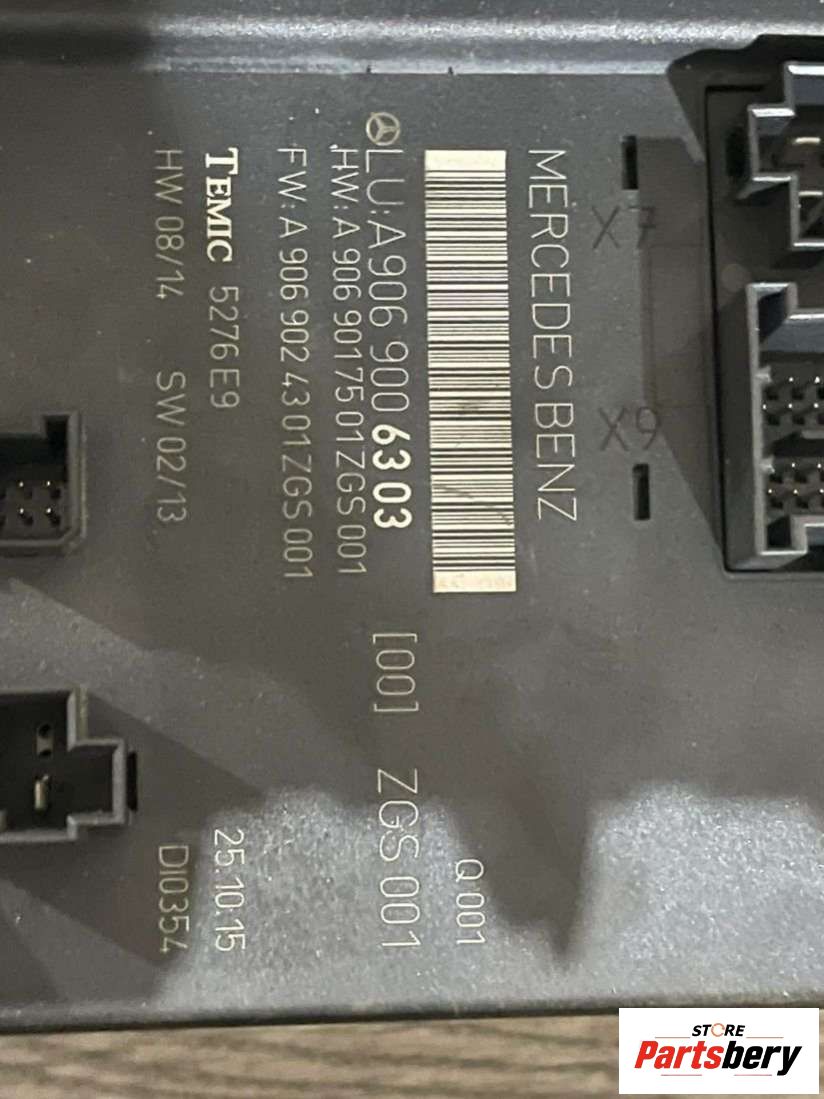 MERCEDES BENZ
Q 001
LU: A 906 900 63 03 [00] ZGS 001
HW: A 906 901 75 01 ZGS 001
FW: A 906 902 43 01 ZGS 001
TEMIC 5276 E9
25.10.15
HW 08/14 SW 02/13
DI0354
X7
X9
STORE
Partsbery